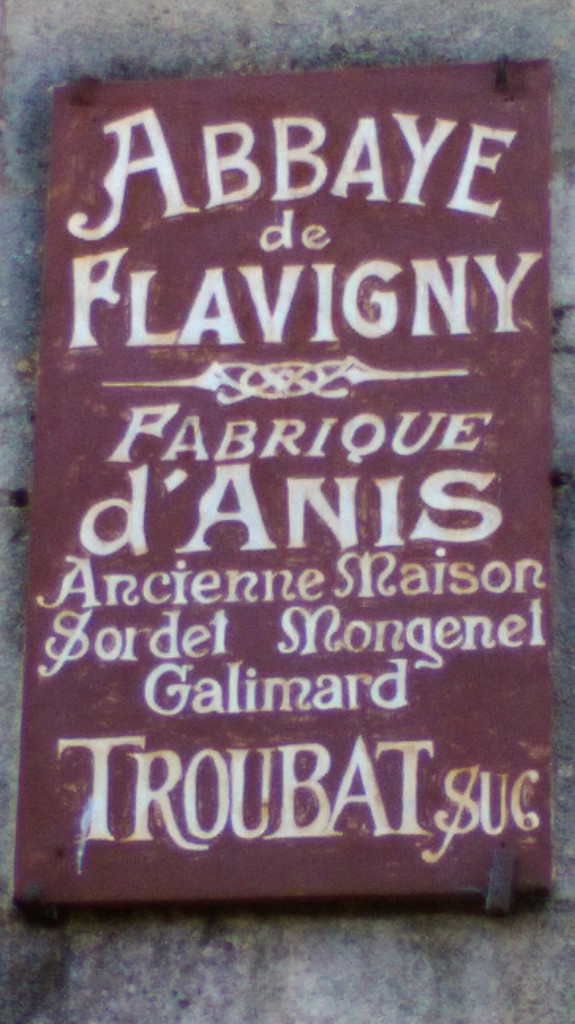 ABBAYE
de
FLAVIGNY
FABRIQUE
d'ANIS
Ancienne Maison
Sordet Mongenet
Galimard
TROUBAT SUC